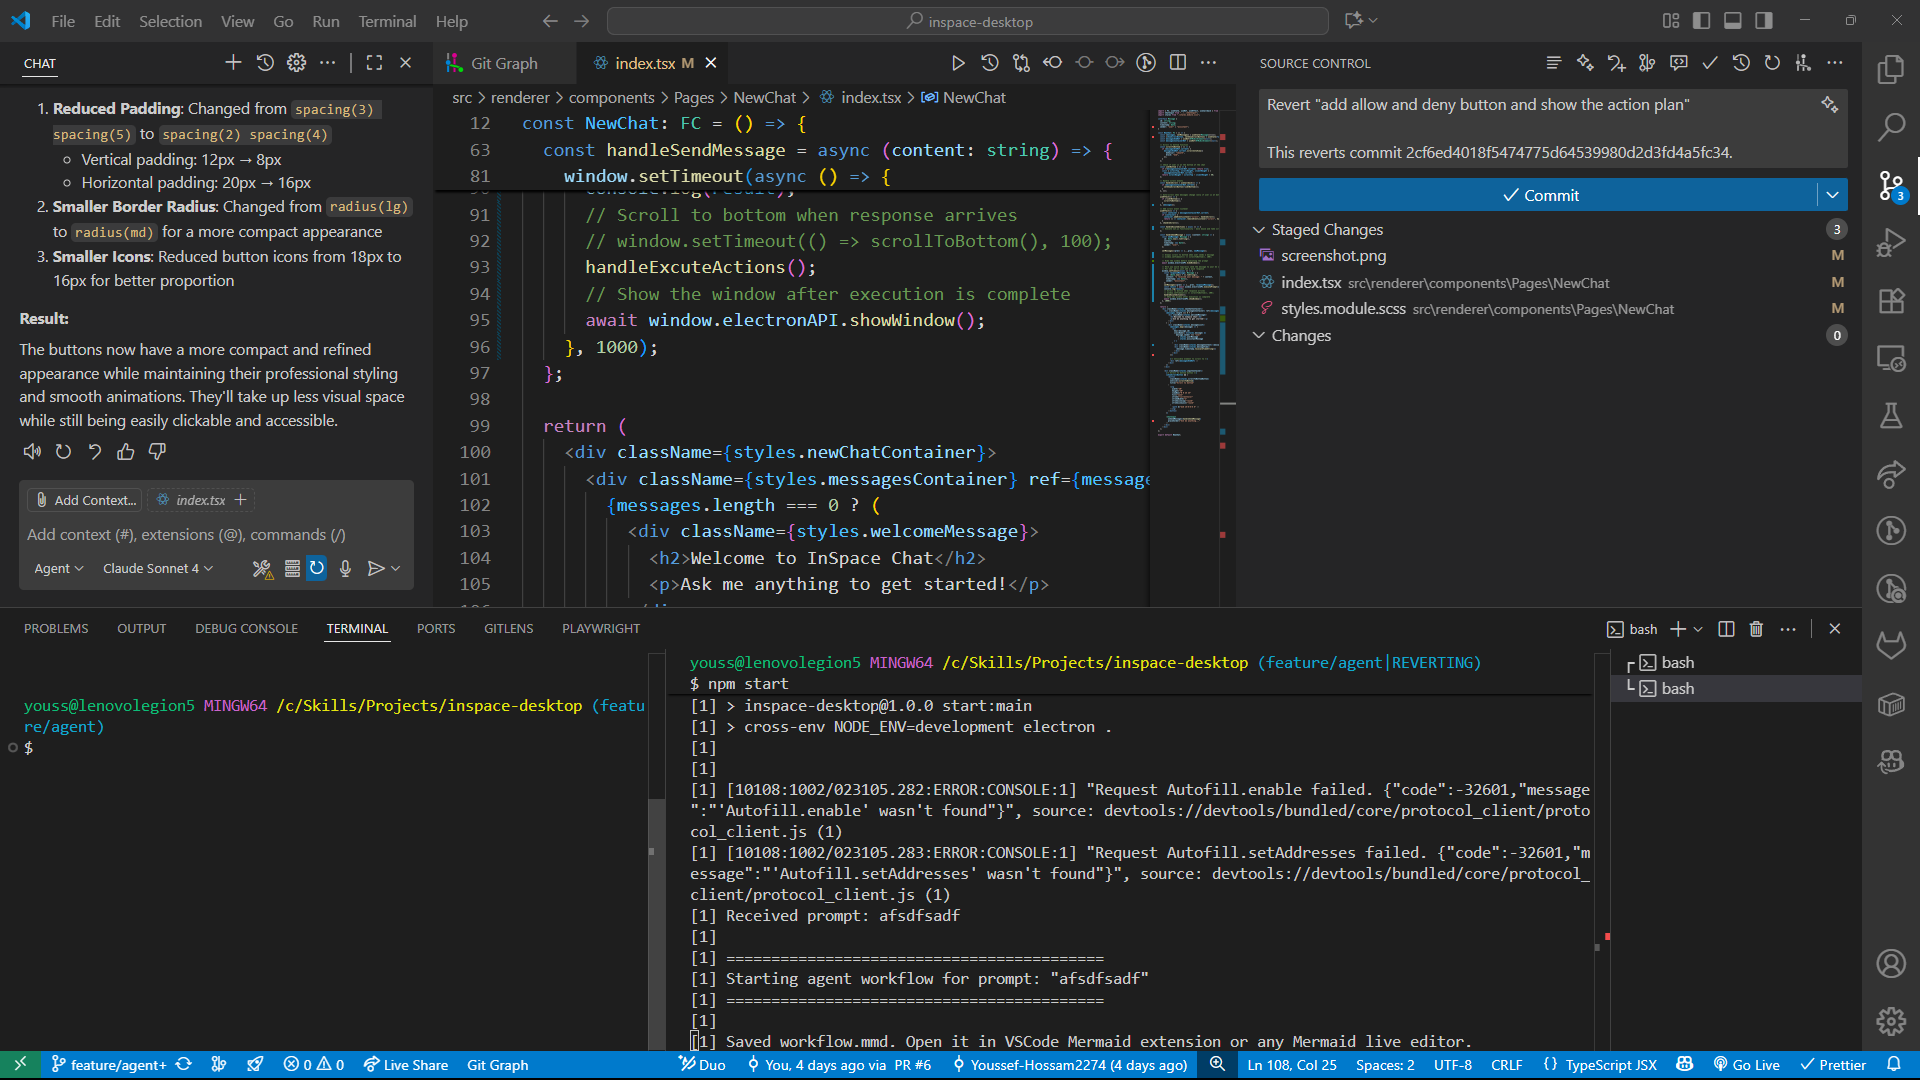 File Edit Selection View Go Run Terminal Help
inspace-desktop
CHAT
1. Reduced Padding: Changed from spacing(3)
spacing(5) to spacing(2) spacing(4)
Vertical padding: 12px → 8px
Horizontal padding: 20px → 16px
2. Smaller Border Radius: Changed from radius(lg)
to radius(md) for a more compact appearance
3. Smaller Icons: Reduced button icons from 18px to
16px for better proportion
Result:
The buttons now have a more compact and refined
appearance while maintaining their professional styling
and smooth animations. They'll take up less visual space
while still being easily clickable and accessible.
Add Context... index.tsx
Add context (#), extensions (@), commands (/)
Agent Claude Sonnet 4
Git Graph
index.tsx M
src > renderer > components > Pages > NewChat > index.tsx > NewChat
12 const NewChat: FC = () => {
63 const handleSendMessage = async (content: string) => {
81 window.setTimeout(async () => {
90 console.log(result);
91 // Scroll to bottom when response arrives
92 // window.setTimeout(() => scrollToBottom(), 100);
93 handleExcuteActions();
94 // Show the window after execution is complete
95 await window.electronAPI.showWindow();
96 }, 1000);
97 };
98
99 return (
100 <div className={styles.newChatContainer}>
101 <div className={styles.messagesContainer} ref={message
102 {messages.length === 0 ? (
103 <div className={styles.welcomeMessage}>
104 <h2>Welcome to InSpace Chat</h2>
105 <p>Ask me anything to get started!</p>
SOURCE CONTROL
Revert "add allow and deny button and show the action plan"
This reverts commit 2cf6ed4018f5474775d64539980d2d3fd4a5fc34.
Commit
Staged Changes 3
screenshot.png M
index.tsx src\renderer\components\Pages\NewChat M
styles.module.scss src\renderer\components\Pages\NewChat M
Changes 0
3
PROBLEMS OUTPUT DEBUG CONSOLE TERMINAL PORTS GITLENS PLAYWRIGHT
bash
youss@lenovolegion5 MINGW64 /c/Skills/Projects/inspace-desktop (featu
re/agent)
$
youss@lenovolegion5 MINGW64 /c/Skills/Projects/inspace-desktop (feature/agent|REVERTING)
$ npm start
[1] > inspace-desktop@1.0.0 start:main
[1] > cross-env NODE_ENV=development electron .
[1]
[1]
[1] [10108:1002/023105.282:ERROR:CONSOLE:1] "Request Autofill.enable failed. {"code":-32601,"message
":"'Autofill.enable' wasn't found"}", source: devtools://devtools/bundled/core/protocol_client/proto
col_client.js (1)
[1] [10108:1002/023105.283:ERROR:CONSOLE:1] "Request Autofill.setAddresses failed. {"code":-32601,"m
essage":"'Autofill.setAddresses' wasn't found"}", source: devtools://devtools/bundled/core/protocol_
client/protocol_client.js (1)
[1] Received prompt: afsdfsadf
[1]
[1] ==========================================
[1] Starting agent workflow for prompt: "afsdfsadf"
[1] ==========================================
[1]
[1] Saved workflow.mmd. Open it in VSCode Mermaid extension or any Mermaid live editor.
bash
bash
feature/agent+ 0 0 Live Share Git Graph Duo You, 4 days ago via PR #6 Youssef-Hossam2274 (4 days ago) Ln 108, Col 25 Spaces: 2 UTF-8 CRLF {} TypeScript JSX Go Live Prettier